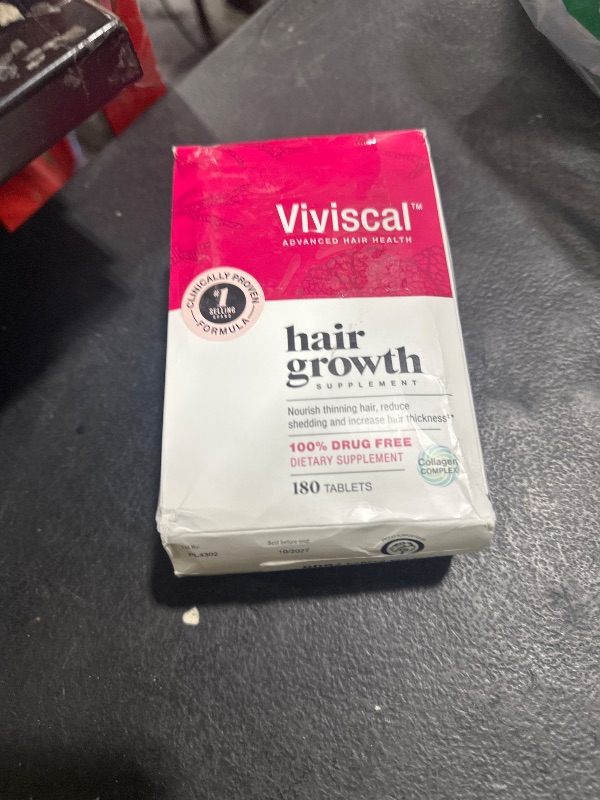 Viviscal™
ADVANCED HAIR HEALTH
CLINICALLY PROVEN
#1
SELLING
BRAND
FORMULA
hair
growth
SUPPLEMENT
Nourish thinning hair, reduce
shedding and increase hair thickness*
100% DRUG FREE
DIETARY SUPPLEMENT
Collagen
COMPLEX
180 TABLETS
Best before end:
10/2027